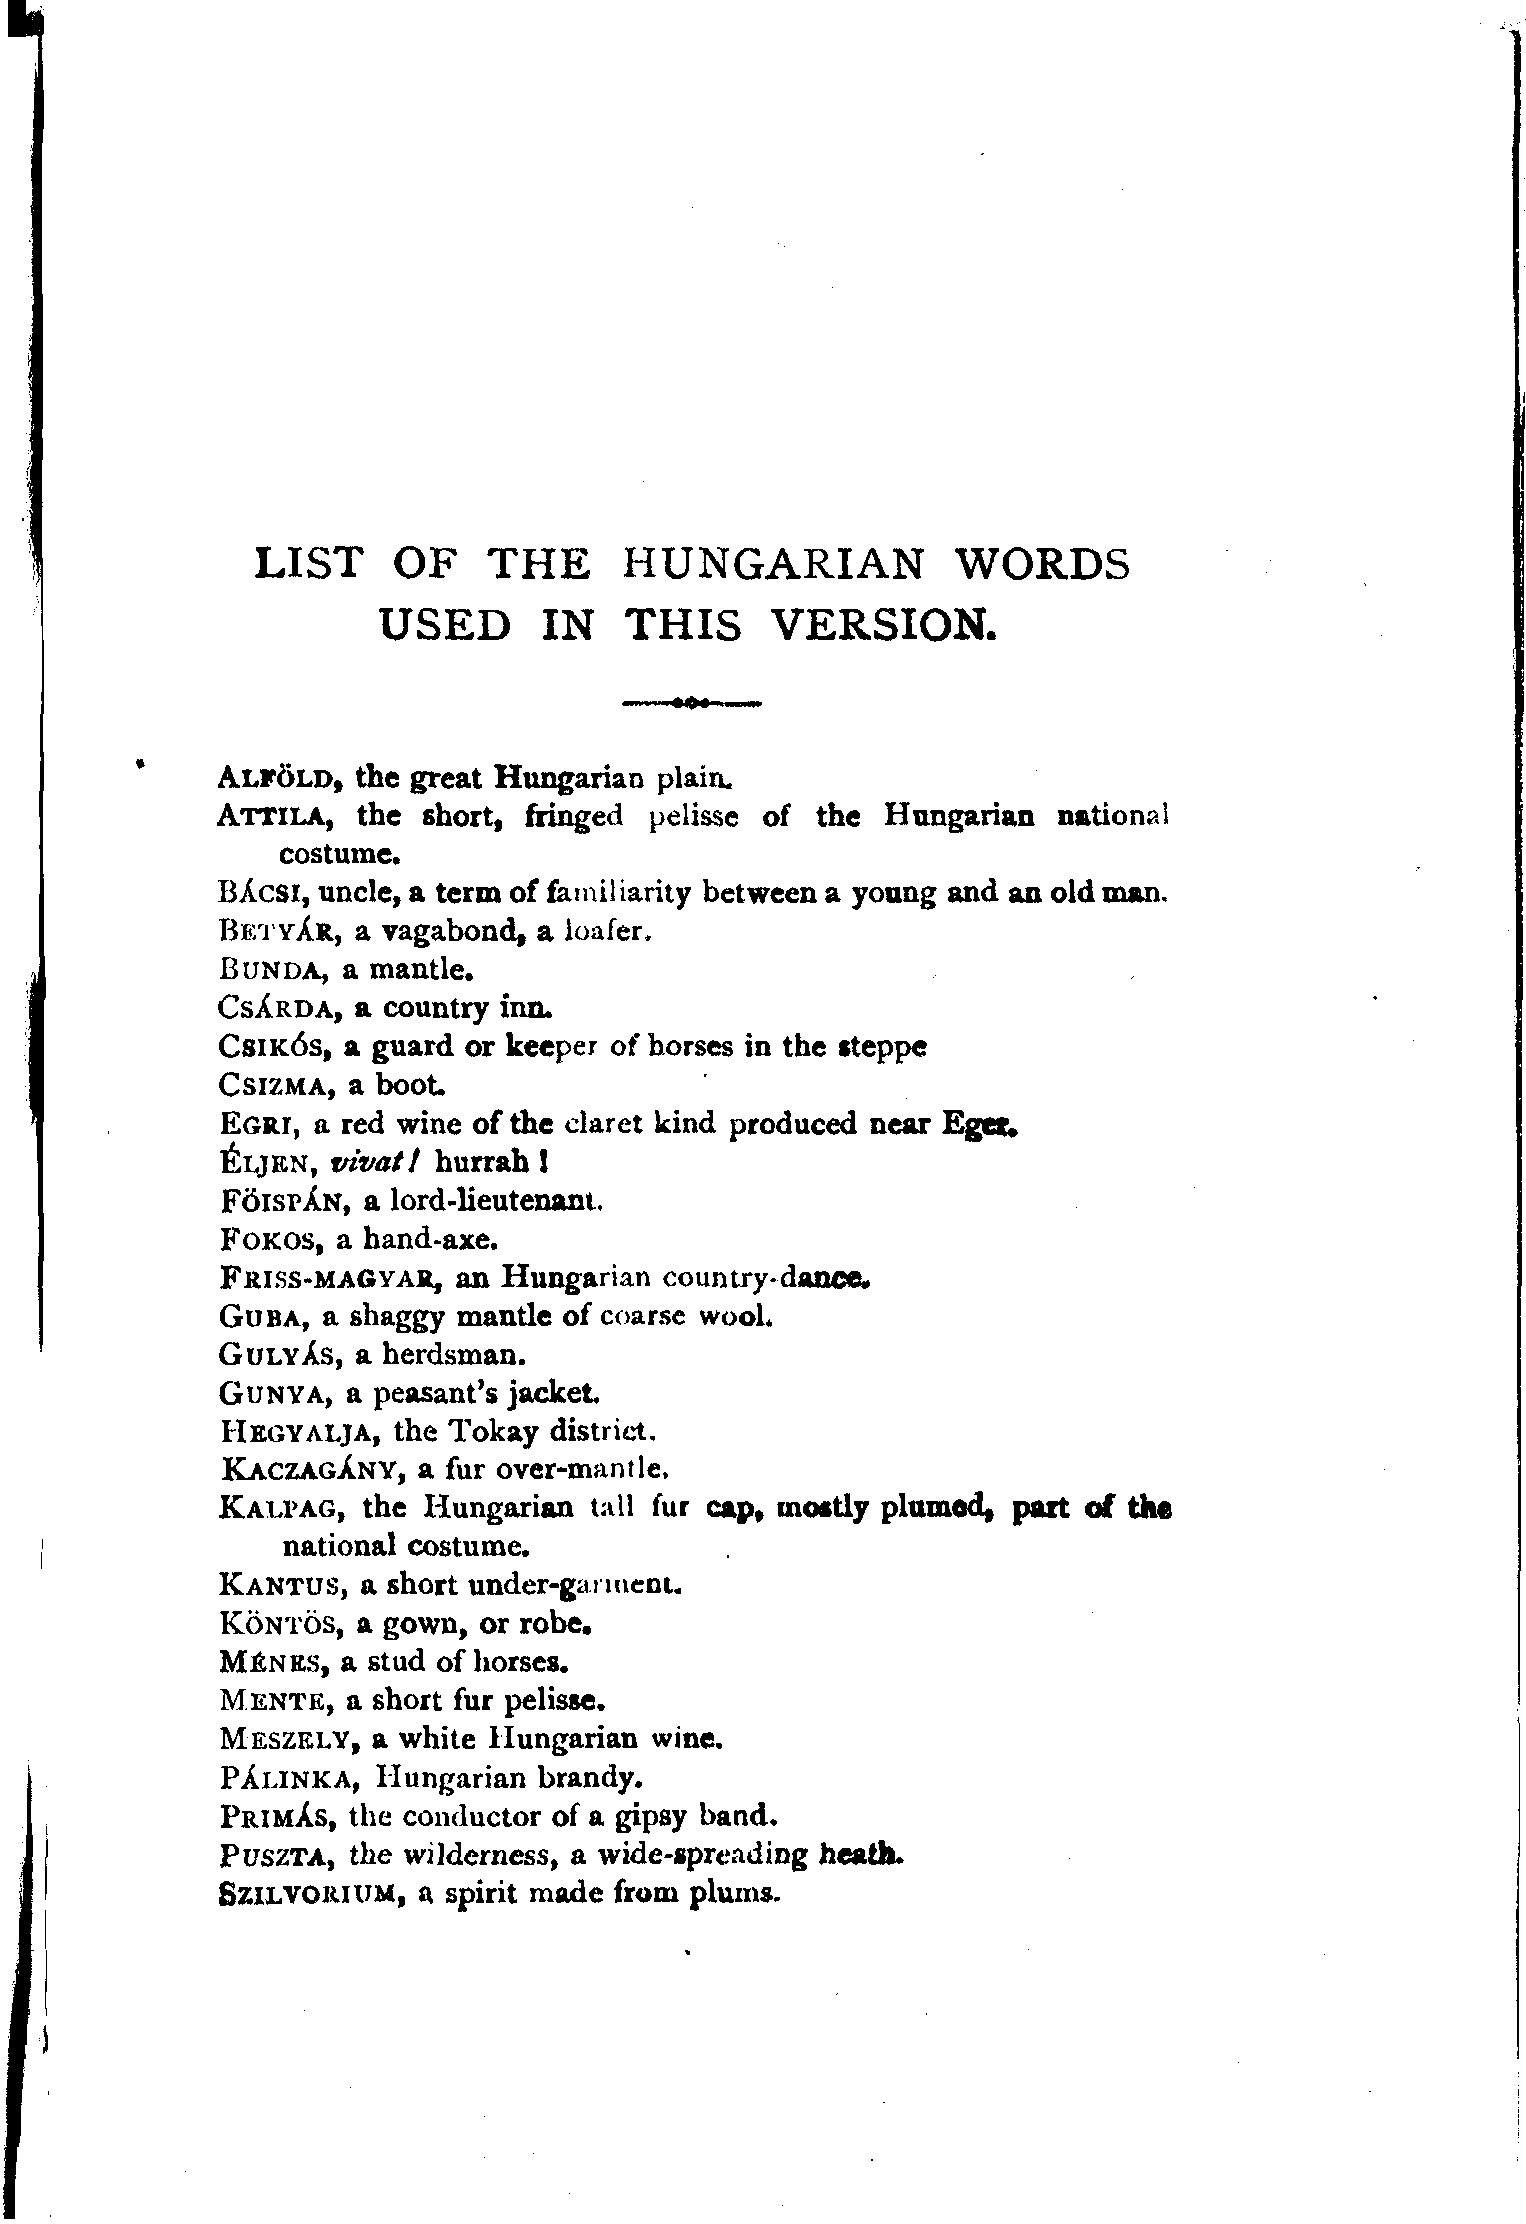 LIST OF THE HUNGARIAN WORDS
USED IN THIS VERSION.
ALFÖLD, the great Hungarian plain.
ATTILA, the short, fringed pelisse of the Hungarian national
costume.
BÁCSI, uncle, a term of familiarity between a young and an old man.
BETYÁR, a vagabond, a loafer.
BUNDA, a mantle.
CSÁRDA, a country inn.
CSIKÓS, a guard or keeper of horses in the steppe
CSIZMA, a boot.
EGRI, a red wine of the claret kind produced near Eger.
ÉLJEN, vivat! hurrah!
FÖISPÁN, a lord-lieutenant.
FOKOS, a hand-axe.
FRISS-MAGYAR, an Hungarian country-dance.
GUBA, a shaggy mantle of coarse wool.
GULYÁS, a herdsman.
GUNYA, a peasant's jacket.
HEGYALJA, the Tokay district.
KACZAGÁNY, a fur over-mantle.
KALPAG, the Hungarian tall fur cap, mostly plumed, part of the
national costume.
KANTUS, a short under-garment.
KÖNTÖS, a gown, or robe.
MÉNES, a stud of horses.
MENTE, a short fur pelisse.
MESZELY, a white Hungarian wine.
PÁLINKA, Hungarian brandy.
PRIMÁS, the conductor of a gipsy band.
PUSZTA, the wilderness, a wide-spreading heath.
SZILVORIUM, a spirit made from plums.